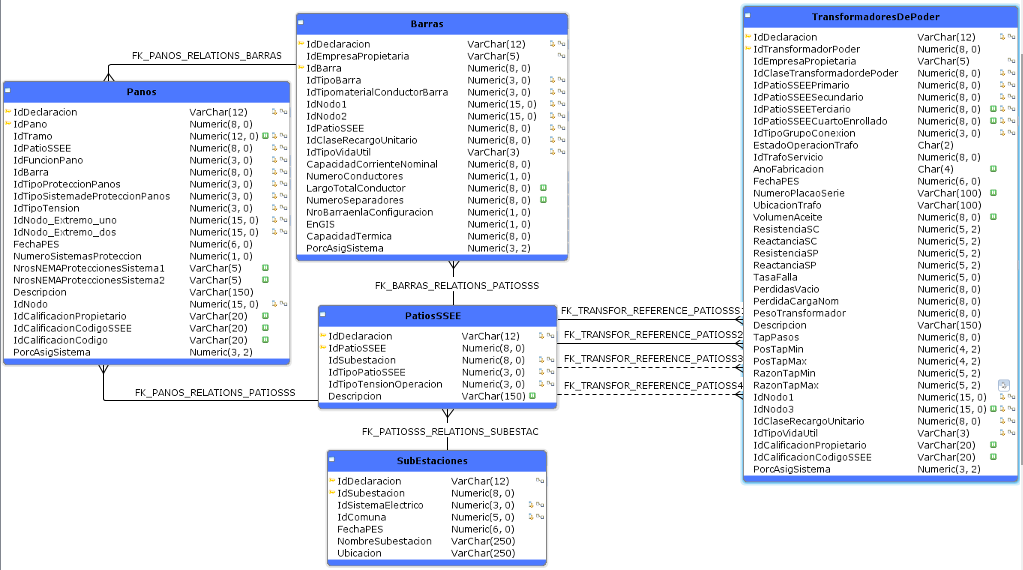 Barras
IdDeclaracion VarChar(12)
IdEmpresaPropietaria VarChar(5)
IdBarra Numeric(8, 0)
IdTipoBarra Numeric(3, 0)
IdTipomaterialConductorBarra Numeric(3, 0)
IdNodo1 Numeric(15, 0)
IdNodo2 Numeric(15, 0)
IdPatioSSEE Numeric(8, 0)
IdClaseRecargoUnitario Numeric(8, 0)
IdTipoVidaUtil VarChar(3)
CapacidadCorrienteNominal Numeric(8, 0)
NumeroConductores Numeric(1, 0)
LargoTotalConductor Numeric(8, 0)
NumeroSeparadores Numeric(8, 0)
NroBarraenlaConfiguracion Numeric(1, 0)
EnGIS Numeric(1, 0)
CapacidadTermica Numeric(8, 0)
PorcAsigSistema Numeric(3, 2)
FK_PANOS_RELATIONS_BARRAS
Panos
IdDeclaracion VarChar(12)
IdPano Numeric(8, 0)
IdTramo Numeric(12, 0)
IdPatioSSEE Numeric(8, 0)
IdFuncionPano Numeric(3, 0)
IdBarra Numeric(8, 0)
IdTipoProteccionPanos Numeric(3, 0)
IdTipoSistemadeProteccionPanos Numeric(3, 0)
IdTipoTension Numeric(3, 0)
IdNodo_Extremo_uno Numeric(15, 0)
IdNodo_Extremo_dos Numeric(15, 0)
FechaPES Numeric(6, 0)
NumeroSistemasProteccion Numeric(1, 0)
NrosNEMAProteccionesSistema1 VarChar(5)
NrosNEMAProteccionesSistema2 VarChar(5)
Descripcion VarChar(150)
IdNodo Numeric(15, 0)
IdCalificacionPropietario VarChar(20)
IdCalificacionCodigoSSEE VarChar(20)
IdCalificacionCodigo VarChar(20)
PorcAsigSistema Numeric(3, 2)
FK_BARRAS_RELATIONS_PATIOSSS
FK_PANOS_RELATIONS_PATIOSSS
PatiosSSEE
IdDeclaracion VarChar(12)
IdPatioSSEE Numeric(8, 0)
IdSubestacion Numeric(8, 0)
IdTipoPatioSSEE Numeric(3, 0)
IdTipoTensionOperacion Numeric(3, 0)
Descripcion VarChar(150)
FK_TRANSFOR_REFERENCE_PATIOSS1
FK_TRANSFOR_REFERENCE_PATIOSS2
FK_TRANSFOR_REFERENCE_PATIOSS3
FK_TRANSFOR_REFERENCE_PATIOSS4
FK_PATIOSSS_RELATIONS_SUBESTAC
SubEstaciones
IdDeclaracion VarChar(12)
IdSubestacion Numeric(8, 0)
IdSistemaElectrico Numeric(3, 0)
IdComuna Numeric(5, 0)
FechaPES Numeric(6, 0)
NombreSubestacion VarChar(250)
Ubicacion VarChar(250)
TransformadoresDePoder
IdDeclaracion VarChar(12)
IdTransformadorPoder Numeric(8, 0)
IdEmpresaPropietaria VarChar(5)
IdClaseTransformadordePoder Numeric(8, 0)
IdPatioSSEEPrimario Numeric(8, 0)
IdPatioSSEESecundario Numeric(8, 0)
IdPatioSSEETerciario Numeric(8, 0)
IdPatioSSEECuartoEnrollado Numeric(8, 0)
IdTipoGrupoConexion Numeric(3, 0)
EstadoOperacionTrafo Char(2)
IdTrafoServicio Numeric(8, 0)
AnoFabricacion Char(4)
FechaPES Numeric(6, 0)
NumeroPlacaoSerie VarChar(100)
UbicacionTrafo VarChar(100)
VolumenAceite Numeric(8, 0)
ResistenciaSC Numeric(5, 2)
ReactanciaSC Numeric(5, 2)
ResistenciaSP Numeric(5, 2)
ReactanciaSP Numeric(5, 2)
TasaFalla Numeric(5, 0)
PerdidasVacio Numeric(8, 0)
PerdidaCargaNom Numeric(8, 0)
PesoTransformador Numeric(8, 0)
Descripcion VarChar(150)
TapPasos Numeric(8, 0)
PosTapMin Numeric(4, 2)
PosTapMax Numeric(4, 2)
RazonTapMin Numeric(5, 2)
RazonTapMax Numeric(5, 2)
IdNodo1 Numeric(15, 0)
IdNodo3 Numeric(15, 0)
IdClaseRecargoUnitario Numeric(8, 0)
IdTipoVidaUtil VarChar(3)
IdCalificacionPropietario VarChar(20)
IdCalificacionCodigoSSEE VarChar(20)
PorcAsigSistema Numeric(3, 2)